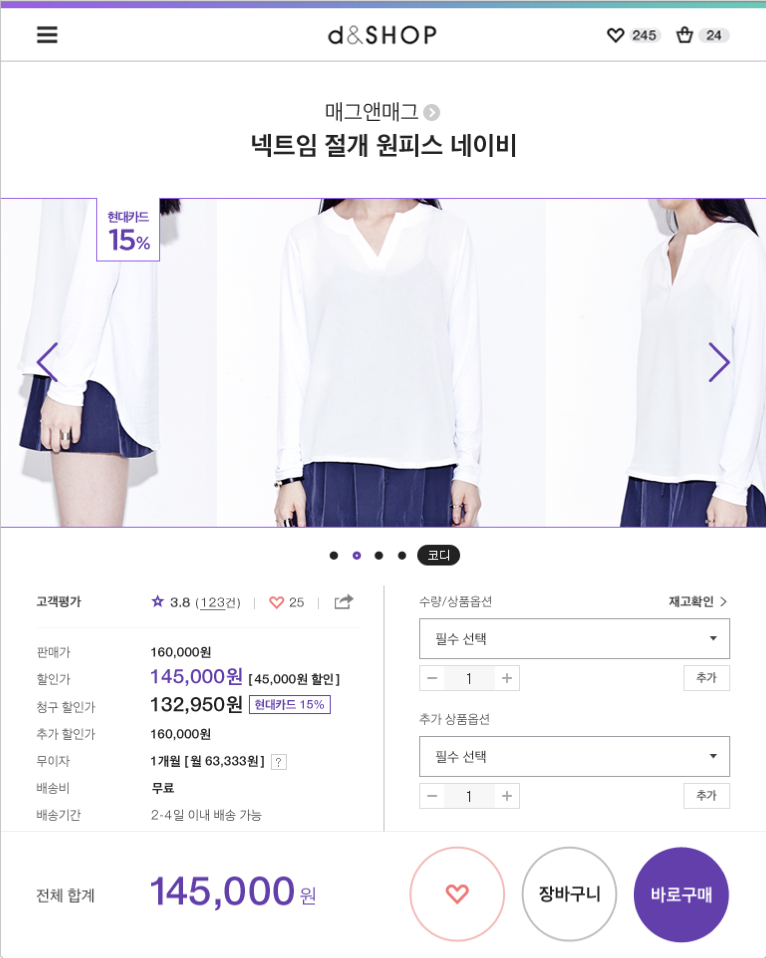 d&SHOP
245
24
매그앤매그
넥트임 절개 원피스 네이비
현대카드
15%
코디
고객평가
3.8 (123건)
25
판매가
160,000원
할인가
145,000원 [45,000원 할인]
청구 할인가
132,950원 현대카드 15%
추가 할인가
160,000원
무이자
1개월 [월 63,333원] ?
배송비
무료
배송기간
2-4일 이내 배송 가능
수량/상품옵션
재고확인
필수 선택
1
추가
추가 상품옵션
필수 선택
1
추가
전체 합계
145,000원
장바구니
바로구매